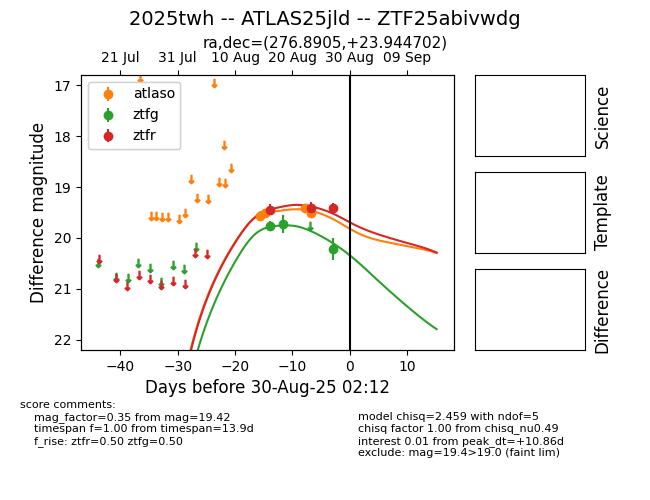 2025twh -- ATLAS25jld -- ZTF25abivwdg
ra,dec=(276.8905,+23.944702)
21 Jul 31 Jul 10 Aug 20 Aug 30 Aug 09 Sep
17
18
19
20
21
22
Difference magnitude
atlaso
ztfg
ztfr
−40 −30 −20 −10 0 10
Days before 30-Aug-25 02:12
Science
Template
Difference
score comments:
mag_factor=0.35 from mag=19.42
timespan f=1.00 from timespan=13.9d
f_rise: ztfr=0.50 ztfg=0.50
model chisq=2.459 with ndof=5
chisq factor 1.00 from chisq_nu0.49
interest 0.01 from peak_dt=+10.86d
exclude: mag=19.4>19.0 (faint lim)